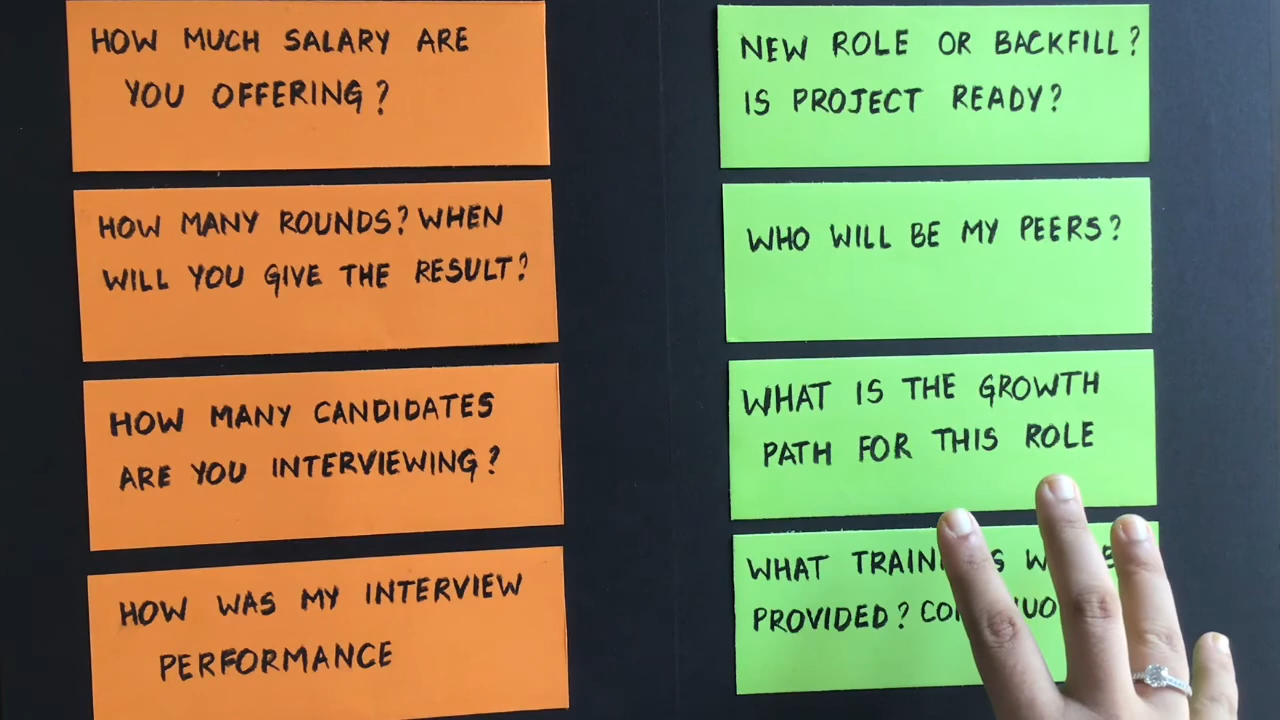 HOW MUCH SALARY ARE
YOU OFFERING?
HOW MANY ROUNDS? WHEN
WILL YOU GIVE THE RESULT?
HOW MANY CANDIDATES
ARE YOU INTERVIEWING?
HOW WAS MY INTERVIEW
PERFORMANCE
NEW ROLE OR BACKFILL?
IS PROJECT READY?
WHO WILL BE MY PEERS?
WHAT IS THE GROWTH
PATH FOR THIS ROLE
WHAT
PROVIDED?